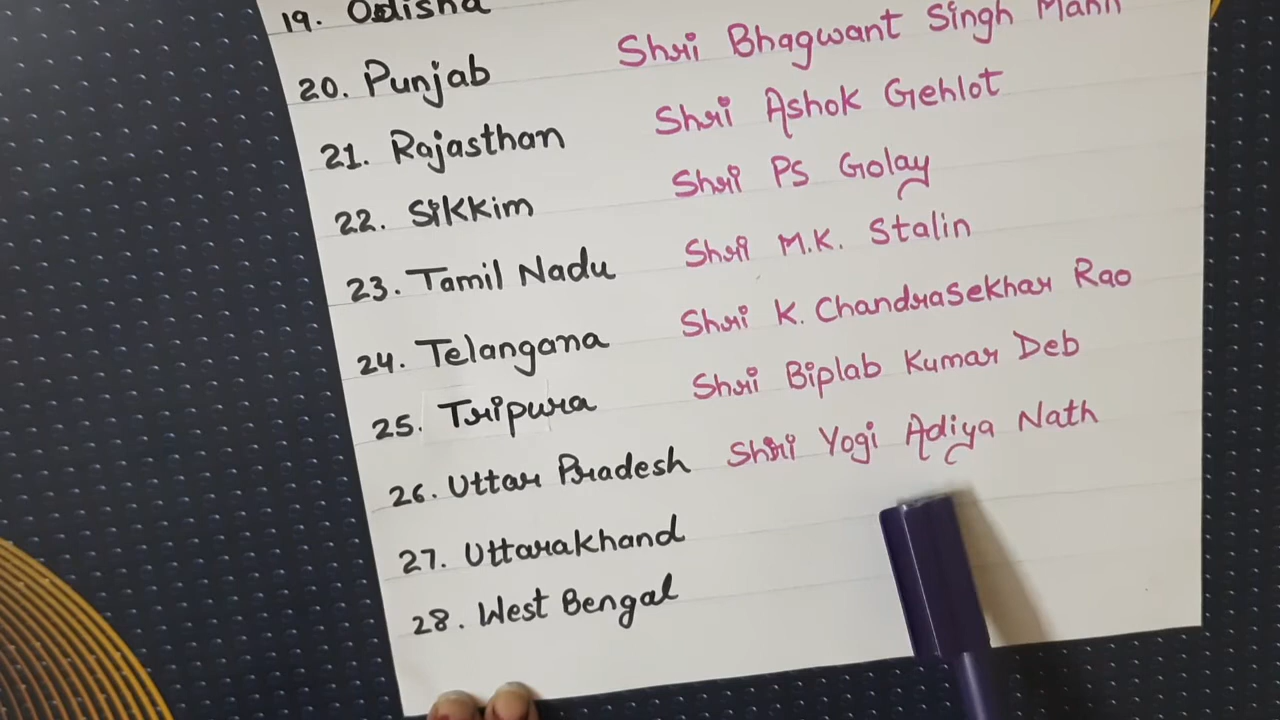 19. Odisha
20. Punjab Shri Bhagwant Singh Mann
21. Rajasthan Shri Ashok Gehlot
22. Sikkim Shri PS Golay
23. Tamil Nadu Shri M.K. Stalin
24. Telangana Shri K. Chandrasekhar Rao
25. Tripura Shri Biplab Kumar Deb
26. Uttar Pradesh Shri Yogi Adiya Nath
27. Uttarakhand
28. West Bengal